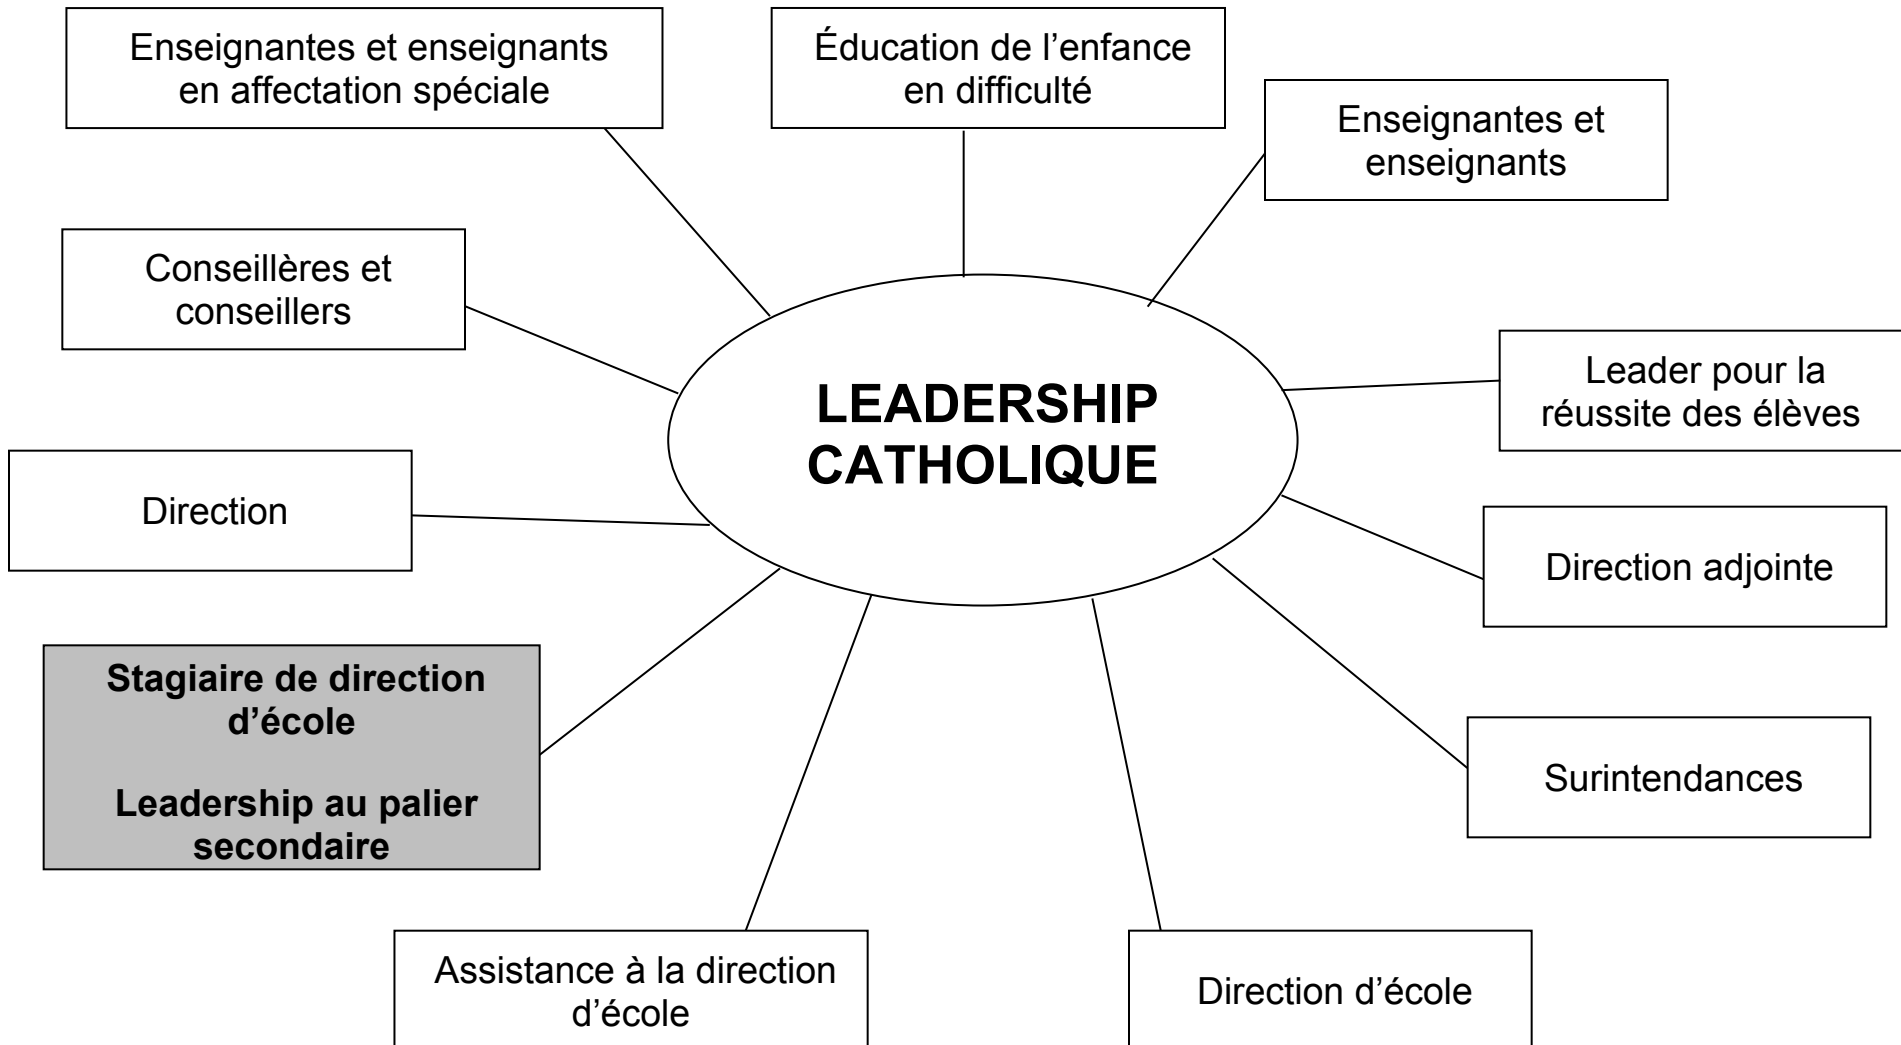 Enseignantes et enseignants
en affectation spéciale
Éducation de l’enfance
en difficulté
Enseignantes et
enseignants
Conseillères et
conseillers
LEADERSHIP
CATHOLIQUE
Leader pour la
réussite des élèves
Direction
Direction adjointe
Stagiaire de direction
d’école
Leadership au palier
secondaire
Surintendances
Assistance à la direction
d’école
Direction d’école